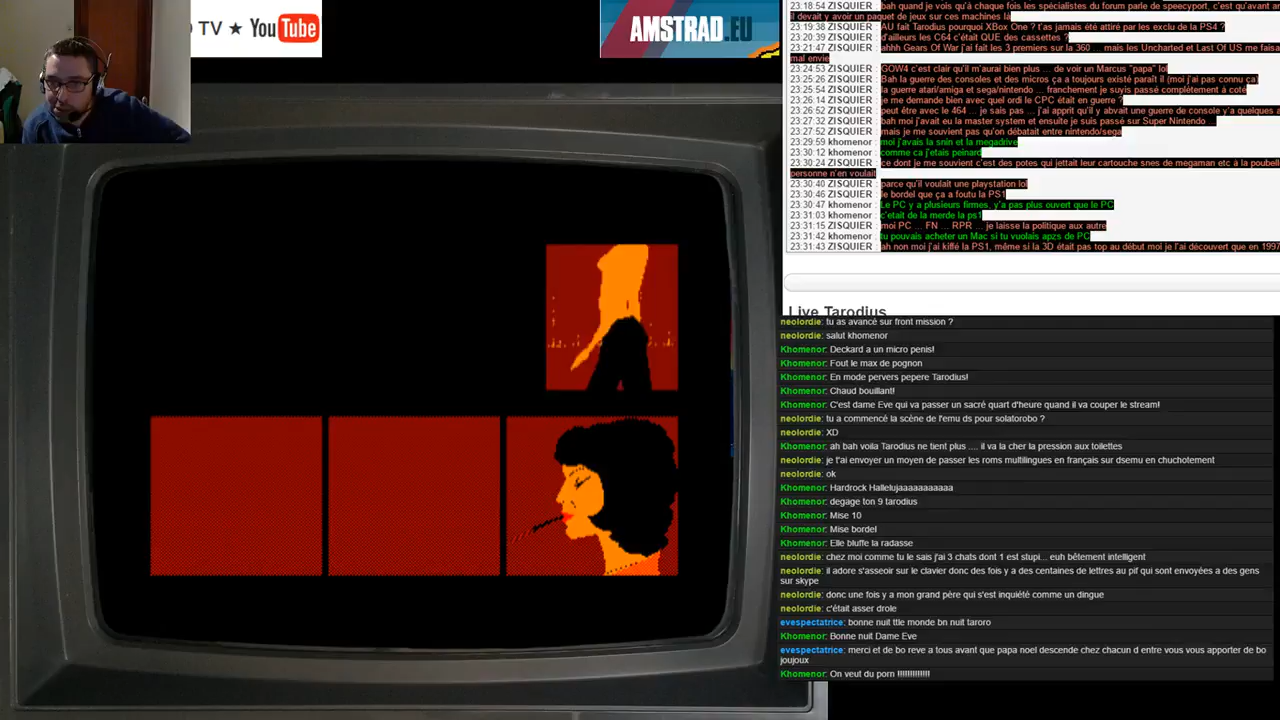 TV ★ YouTube
AMSTRAD.EU
23:18:54 ZISQUIER : bah quand je vois qu'à chaque fois les spécialistes du forum parle de speecyport, c'est qu'avant
il devait y avoir un paquet de jeux sur ces machines la
23:19:38 ZISQUIER : AU fait Tarodius pourquoi XBox One ? t'as jamais été attiré par les exclu de la PS4 ?
23:20:39 ZISQUIER : d'ailleurs les C64 c'était QUE des cassettes ?
23:21:47 ZISQUIER : ahhh Gears Of War j'ai fait les 3 premiers sur la 360 ... mais les Uncharted et Last Of US me faisa
mal envie
23:24:53 ZISQUIER : GOW4 c'est clair qu'il m'aurai bien plus ... de voir un Marcus "papa" lol
23:25:26 ZISQUIER : Bah la guerre des consoles et des micros ça a toujours existé parait il (moi j'ai pas connu ça)
23:25:54 ZISQUIER : la guerre atari/amiga et sega/nintendo ... franchement je suyis passé complétement à coté
23:26:14 ZISQUIER : je me demande bien avec quel ordi le CPC était en guerre ?
23:26:52 ZISQUIER : peut être avec le 464 ... je sais pas ... j'ai apprit qu'il y abvait une guerre de console y'a quelques a
23:27:32 ZISQUIER : bah moi j'avait eu la master system et ensuite je suis passé sur Super Nintendo ...
23:27:52 ZISQUIER : mais je me souvient pas qu'on débatait entre nintendo/sega
23:29:59 khomenor : moi j'avais la snin et la megadrive
23:30:12 khomenor : comme ca j'etais peinard
23:30:24 ZISQUIER : ce dont je me souvient c'est des potes qui jettait leur cartouche snes de megaman etc à la poubell
personne n'en voulait
23:30:40 ZISQUIER : parce qu'il voulait une playstation lol
23:30:46 ZISQUIER : le bordel que ça a foutu la PS1
23:30:47 khomenor : Le PC y a plusieurs firmes, y'a pas plus ouvert que le PC
23:31:03 khomenor : c'etait de la merde la ps1
23:31:15 ZISQUIER : moi PC ... FN ... RPR ... je laisse la politique aux autre
23:31:42 khomenor : tu pouvais acheter un Mac si tu vuolais apzs de PC
23:31:43 ZISQUIER : ah non moi j'ai kiffé la PS1, même si la 3D était pas top au début moi je l'ai découvert que en 1997
Live Tarodius
neolordie: tu as avancé sur front mission ?
neolordie: salut khomenor
Khomenor: Deckard a un micro penis!
Khomenor: Fout le max de pognon
Khomenor: En mode pervers pepere Tarodius!
Khomenor: Chaud bouillant!
Khomenor: C'est dame Eve qui va passer un sacré quart d'heure quand il va couper le stream!
neolordie: tu a commencé la scéne de l'emu ds pour solatorobo ?
neolordie: XD
Khomenor: ah bah voila Tarodius ne tient plus .... il va la cher la pression aux toilettes
neolordie: je t'ai envoyer un moyen de passer les roms multilingues en français sur dsemu en chuchotement
neolordie: ok
Khomenor: Hardrock Hallelujaaaaaaaaaaa
Khomenor: degage ton 9 tarodius
Khomenor: Mise 10
Khomenor: Mise bordel
Khomenor: Elle bluffe la radasse
neolordie: chez moi comme tu le sais j'ai 3 chats dont 1 est stupi... euh bêtement intelligent
neolordie: il adore s'asseoir sur le clavier donc des fois y a des centaines de lettres au pif qui sont envoyées a des gens
sur skype
neolordie: donc une fois y a mon grand père qui s'est inquiété comme un dingue
neolordie: c'était asser drole
evespectatrice: bonne nuit ttle monde bn nuit taroro
Khomenor: Bonne nuit Dame Eve
evespectatrice: merci et de bo reve a tous avant que papa noel descende chez chacun d entre vous vous apporter de bo
joujoux
Khomenor: On veut du porn !!!!!!!!!!!!!